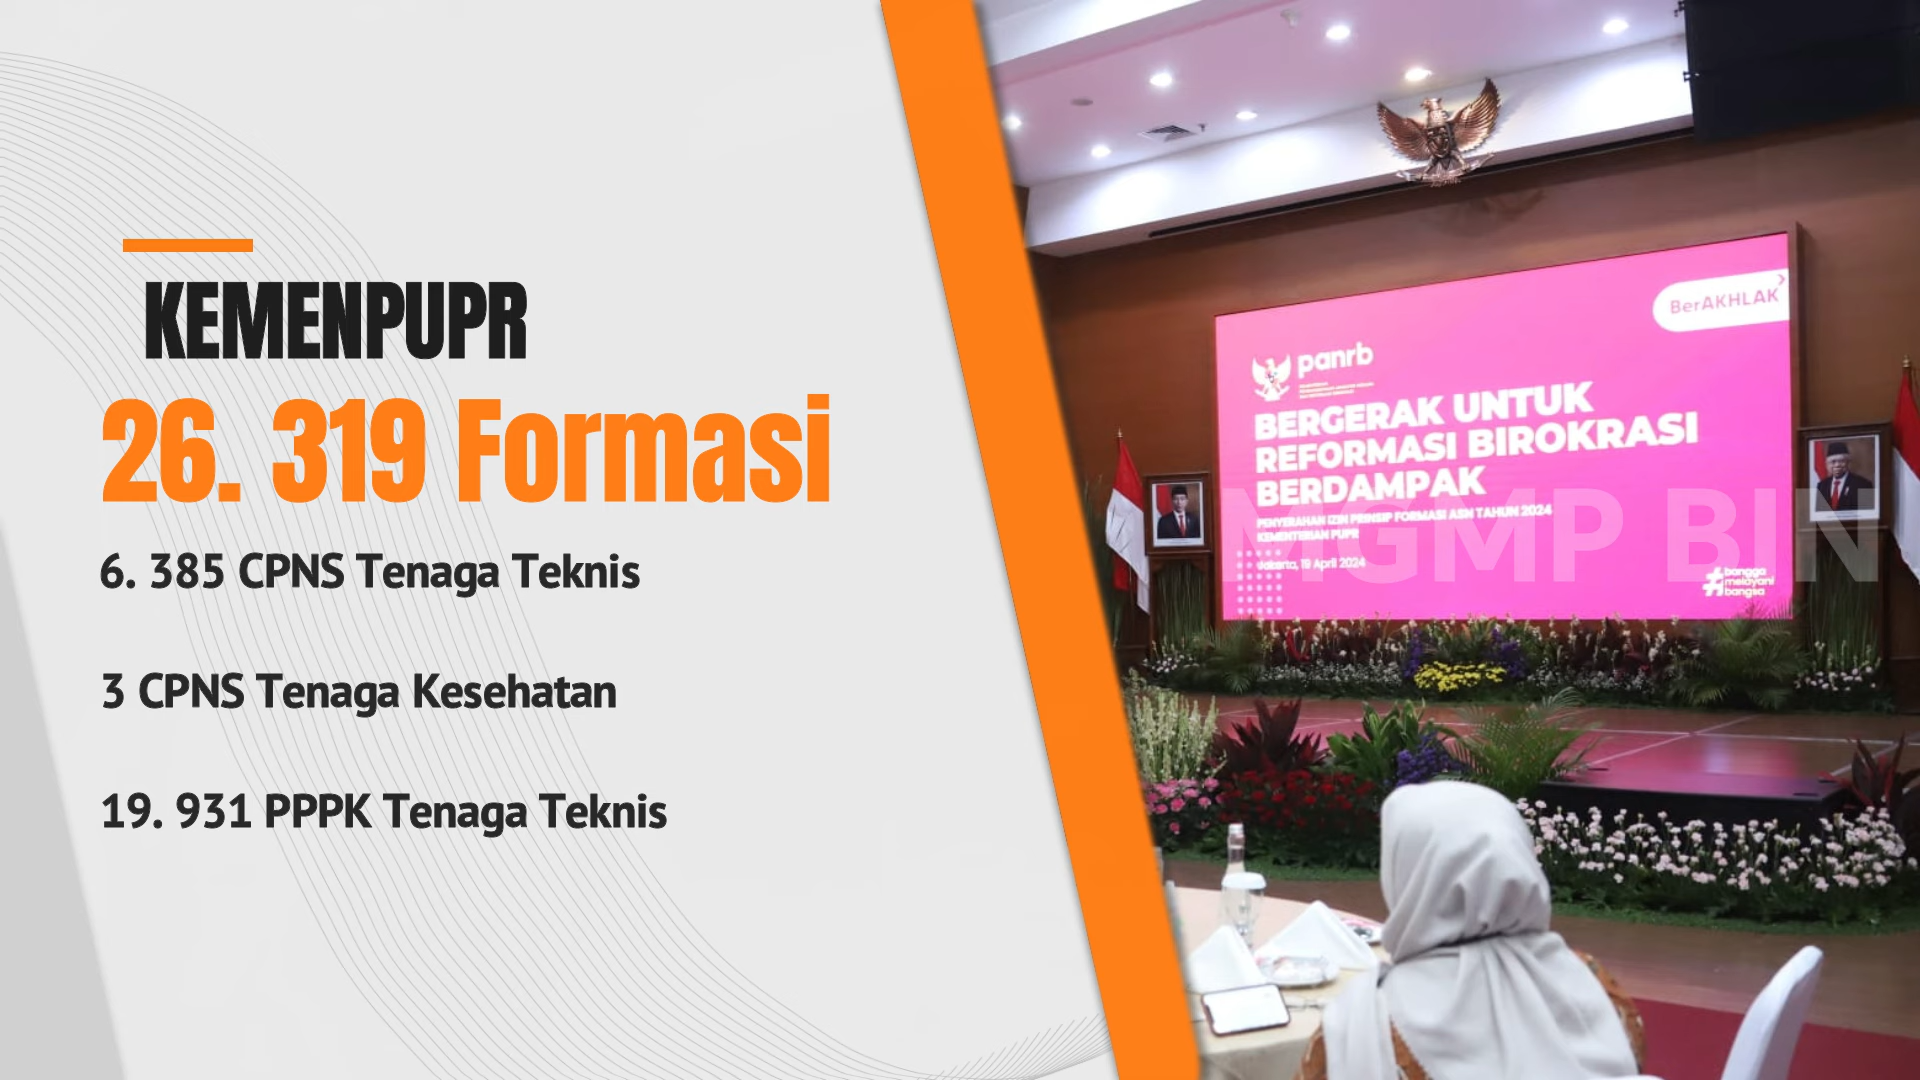 KEMENPUPR
26. 319 Formasi
6. 385 CPNS Tenaga Teknis
3 CPNS Tenaga Kesehatan
19. 931 PPPK Tenaga Teknis
BerAKHLAK
panrb
BERGERAK UNTUK
REFORMASI BIROKRASI
BERDAMPAK
PENYERAHAN IZIN PRINSIP FORMASI ASN TAHUN 2024
KEMENTERIAN PUPR
Jakarta, 19 April 2024
#bangga
melayani
bangsa
MGMP BIN